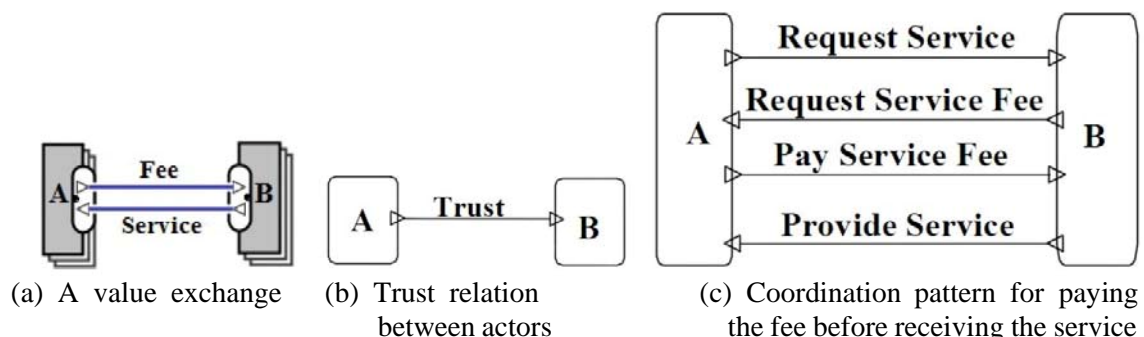 A
Fee
Service
B
A
Trust
B
A
Request Service
Request Service Fee
Pay Service Fee
Provide Service
B
(a) A value exchange
(b) Trust relation
between actors
(c) Coordination pattern for paying
the fee before receiving the service